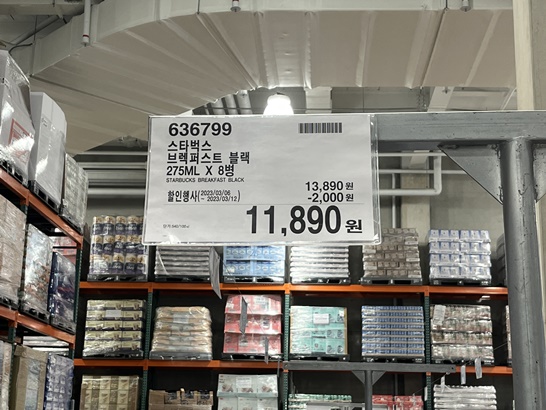 636799
스타벅스
브렉퍼스트 블랙
275ML X 8병
STARBUCKS BREAKFAST BLACK
13,890 원
할인행사 (2023/03/06 ~ 2023/03/12) -2,000 원
11,890 원